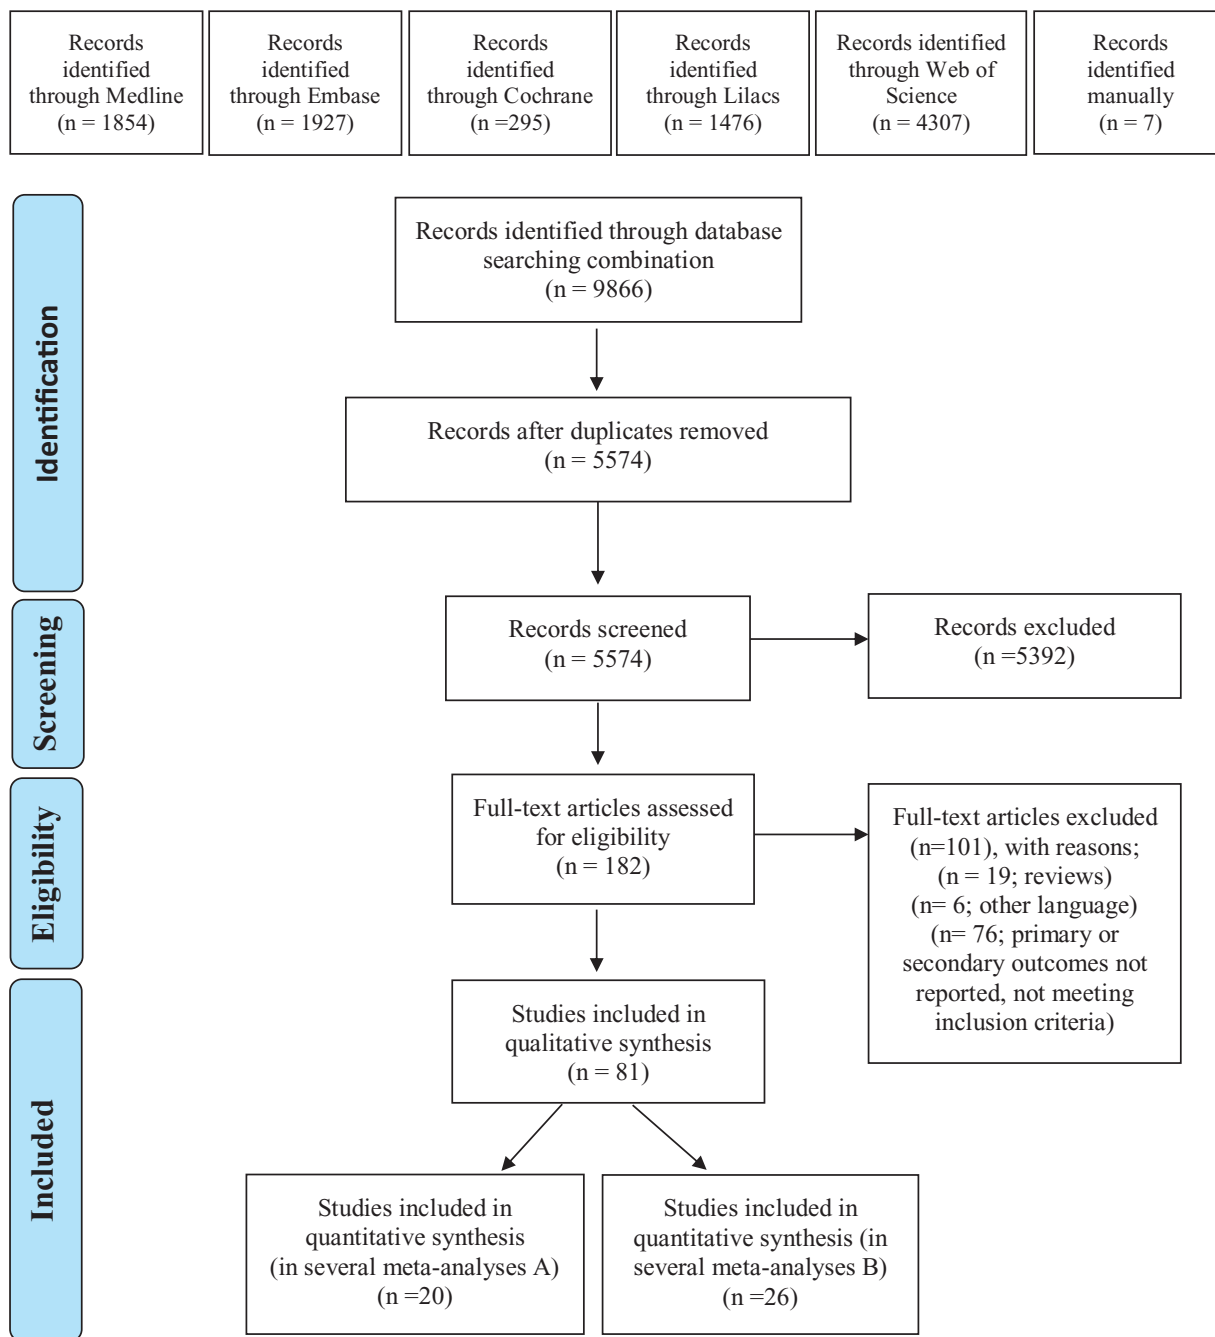 Records
identified
through Medline
(n = 1854)
Records
identified
through Embase
(n = 1927)
Records
identified
through Cochrane
(n =295)
Records
identified
through Lilacs
(n = 1476)
Records identified
through Web of
Science
(n = 4307)
Records
identified
manually
(n = 7)
Identification
Records identified through database
searching combination
(n = 9866)
Records after duplicates removed
(n = 5574)
Screening
Records screened
(n = 5574)
Records excluded
(n =5392)
Eligibility
Full-text articles assessed
for eligibility
(n = 182)
Full-text articles excluded
(n=101), with reasons;
(n = 19; reviews)
(n= 6; other language)
(n= 76; primary or
secondary outcomes not
reported, not meeting
inclusion criteria)
Included
Studies included in
qualitative synthesis
(n = 81)
Studies included in
quantitative synthesis
(in several meta-analyses A)
(n =20)
Studies included in
quantitative synthesis (in
several meta-analyses B)
(n =26)